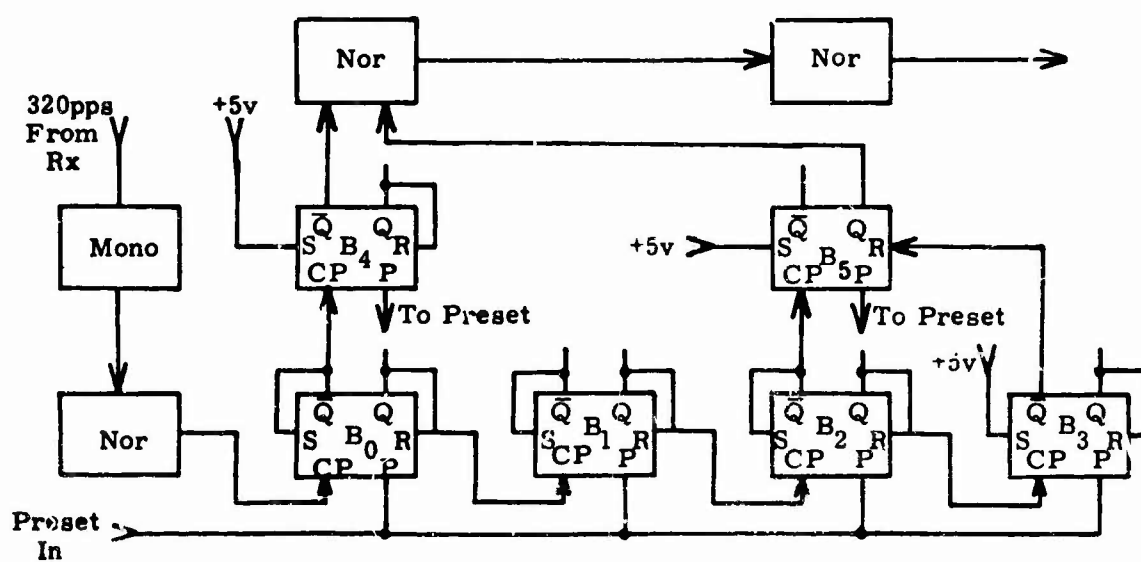 Nor
Nor
320pps
From
Rx
+5v
Mono
Q̅ Q
S B4 R
CP P
To Preset
+5v
Q̅ Q
S R
CP B5 P
To Preset
Nor
Q̅ Q
S B0 R
CP P
Q̅ Q
S B1 R
CP P
Q̅ Q
S B2 R
CP P
+5v
Q̅ Q
S B3 R
CP P
Preset
In